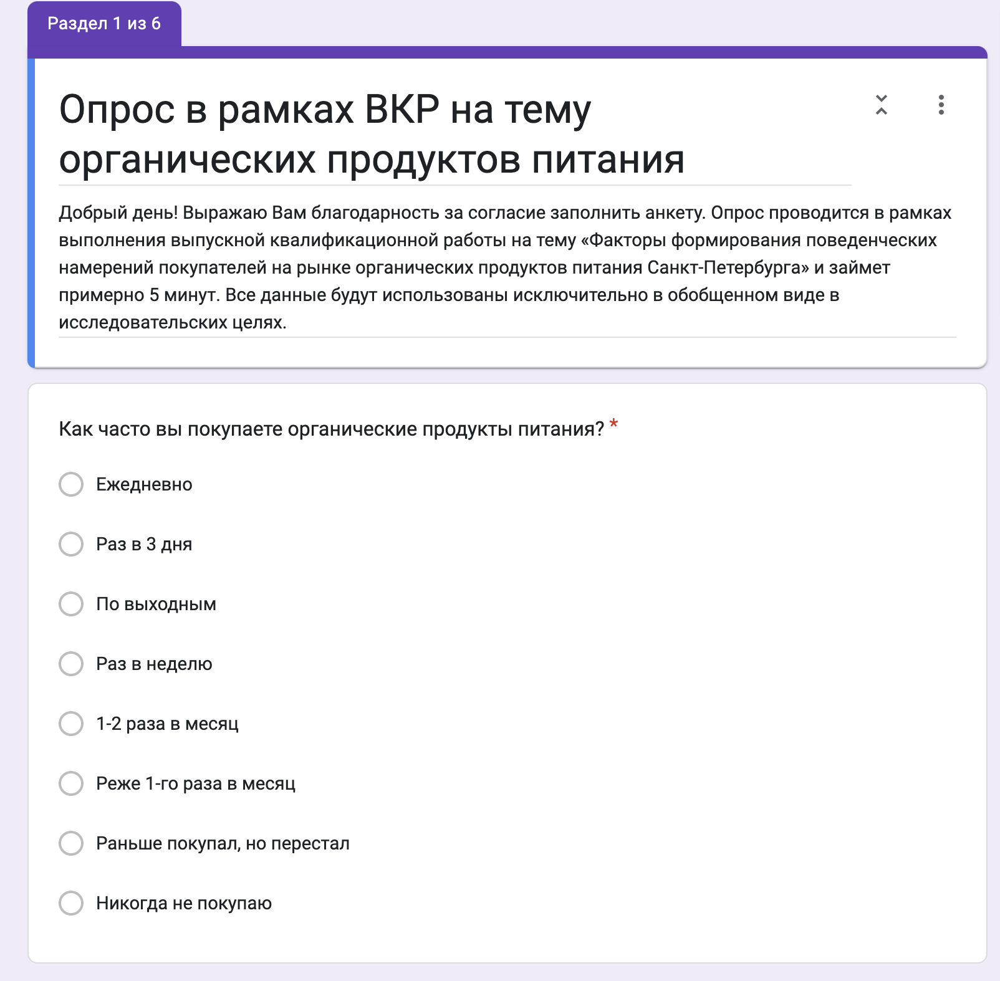 Раздел 1 из 6
Опрос в рамках ВКР на тему
органических продуктов питания
Добрый день! Выражаю Вам благодарность за согласие заполнить анкету. Опрос проводится в рамках
выполнения выпускной квалификационной работы на тему «Факторы формирования поведенческих
намерений покупателей на рынке органических продуктов питания Санкт-Петербурга» и займет
примерно 5 минут. Все данные будут использованы исключительно в обобщенном виде в
исследовательских целях.
Как часто вы покупаете органические продукты питания? *
Ежедневно
Раз в 3 дня
По выходным
Раз в неделю
1-2 раза в месяц
Реже 1-го раза в месяц
Раньше покупал, но перестал
Никогда не покупаю